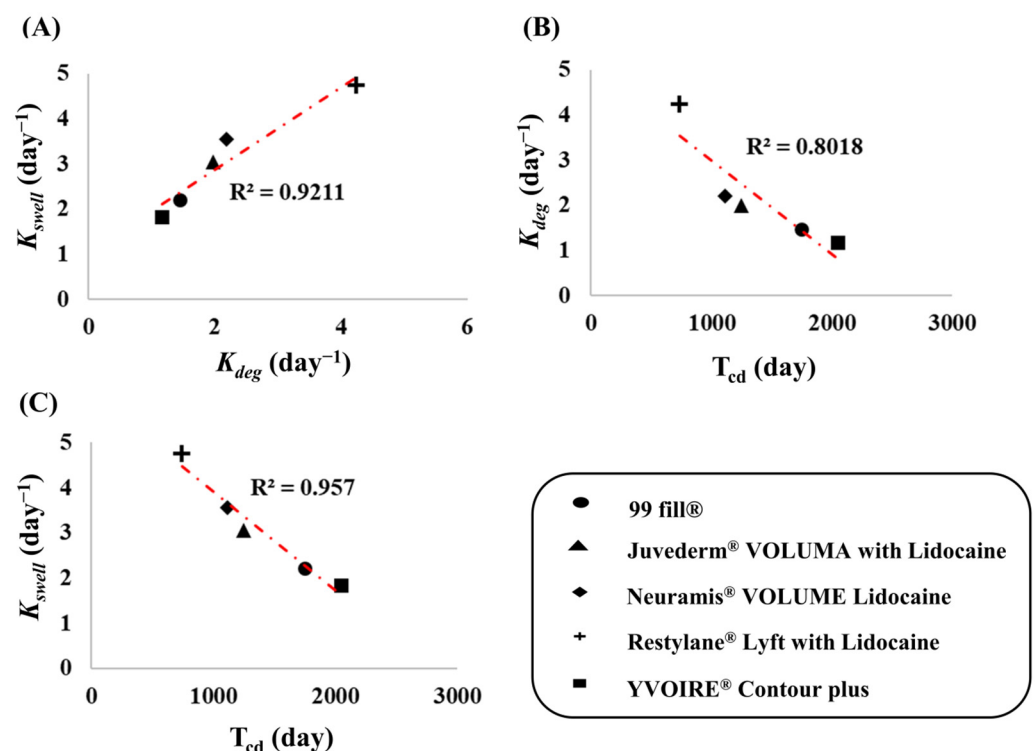 (A)
5
4
3
2
1
0
K_swell (day⁻¹)
R² = 0.9211
0
2
4
6
K_deg (day⁻¹)
(B)
5
4
3
2
1
0
K_deg (day⁻¹)
R² = 0.8018
0
1000
2000
3000
T_cd (day)
(C)
5
4
3
2
1
0
K_swell (day⁻¹)
R² = 0.957
0
1000
2000
3000
T_cd (day)
99 fill®
Juvederm® VOLUMA with Lidocaine
Neuramis® VOLUME Lidocaine
Restylane® Lyft with Lidocaine
YVOIRE® Contour plus